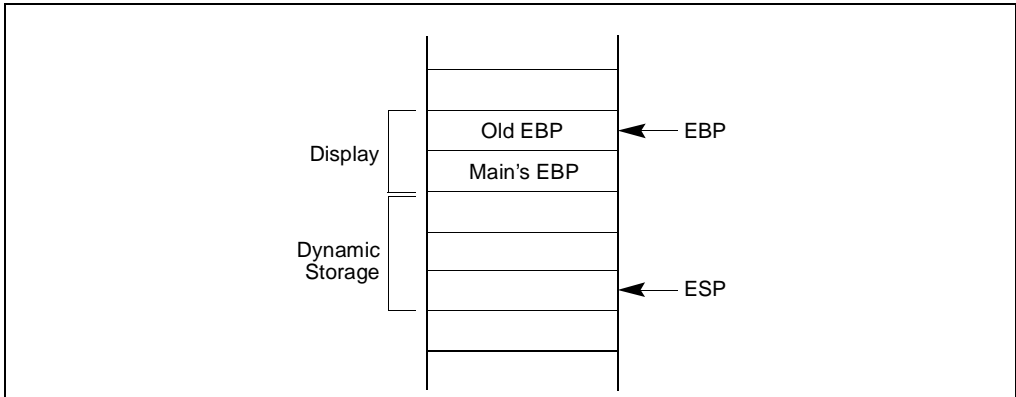 Old EBP
EBP
Display
Main's EBP
Dynamic
Storage
ESP